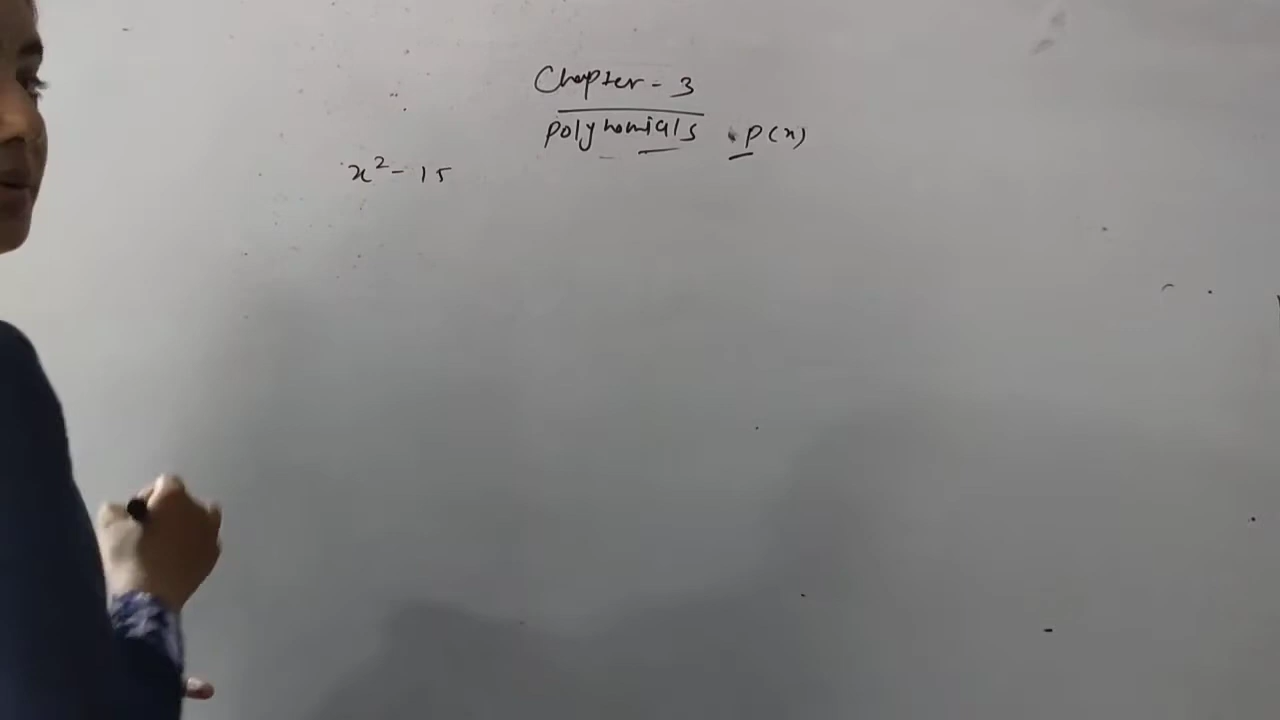 Chapter - 3
Polynomials P(x)
x² - 15